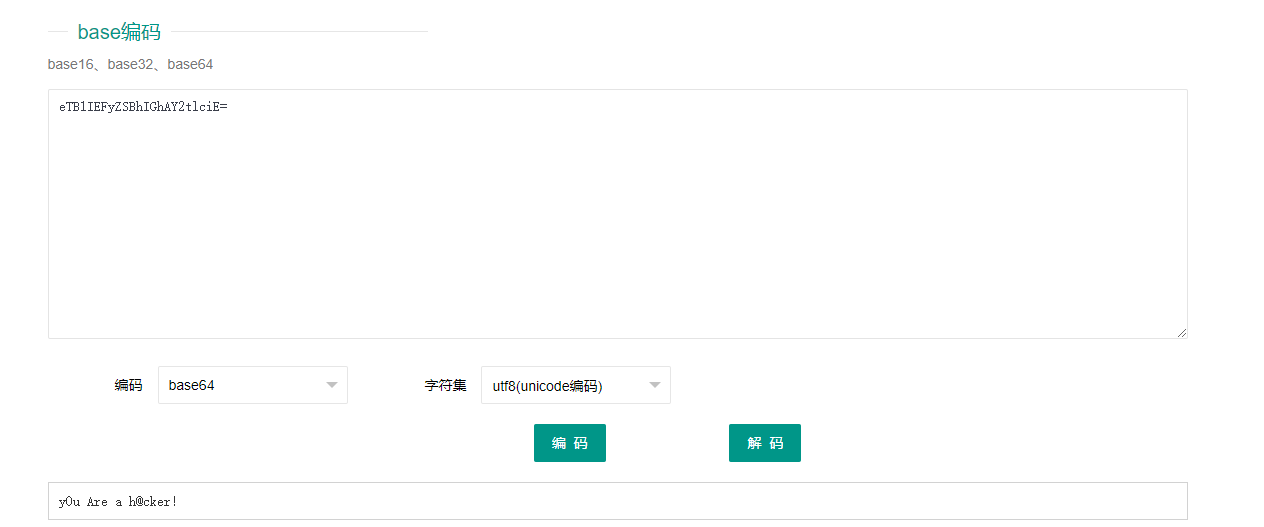 base编码
base16、base32、base64
eTB1IEFyZSBhIGhAY2tlciE=
编码 base64 字符集 utf8(unicode编码)
编 码 解 码
y0u Are a h@cker!